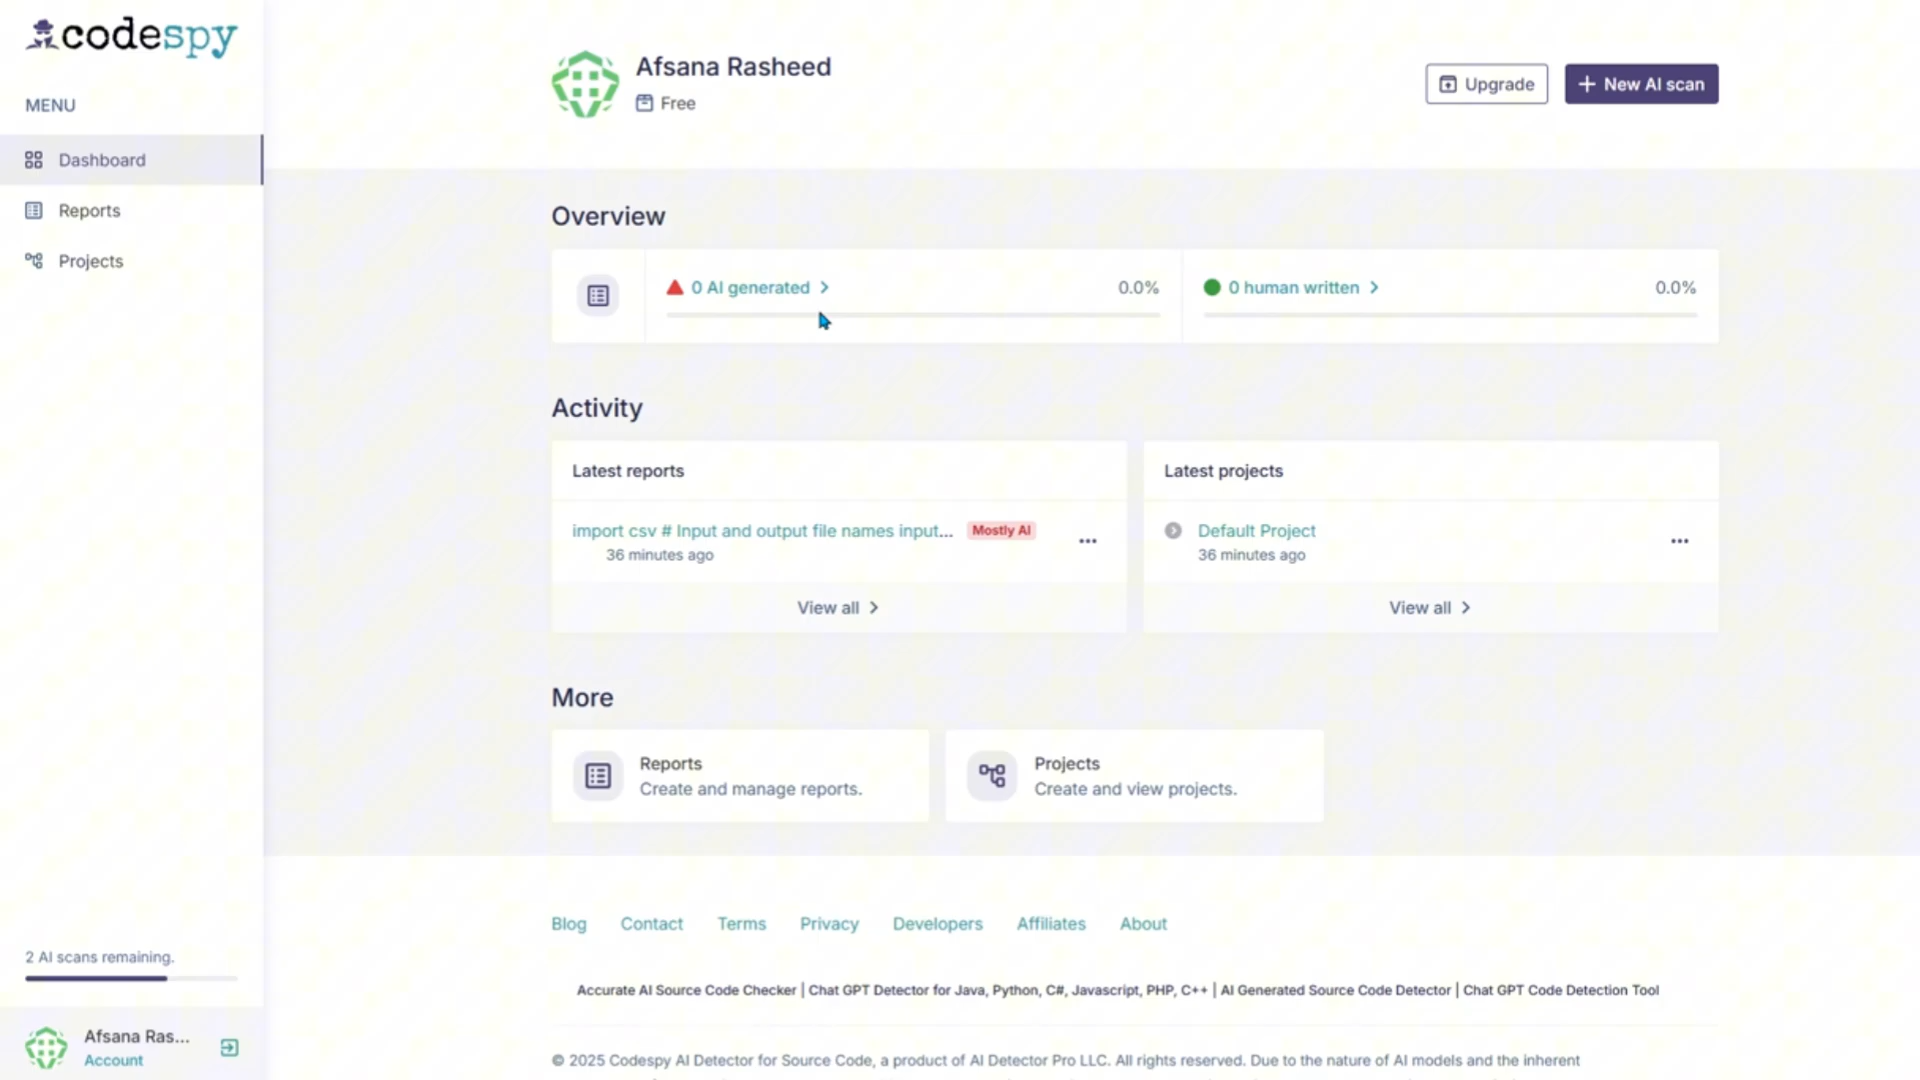 codespy
MENU
Dashboard
Reports
Projects
2 AI scans remaining.
Afsana Ras...
Account
Afsana Rasheed
Free
Upgrade
New AI scan
Overview
0 AI generated
0.0%
0 human written
0.0%
Activity
Latest reports
import csv # Input and output file names input...
Mostly AI
36 minutes ago
View all
Latest projects
Default Project
36 minutes ago
View all
More
Reports
Create and manage reports.
Projects
Create and view projects.
Blog Contact Terms Privacy Developers Affiliates About
Accurate AI Source Code Checker | Chat GPT Detector for Java, Python, C#, Javascript, PHP, C++ | AI Generated Source Code Detector | Chat GPT Code Detection Tool
© 2025 Codespy AI Detector for Source Code, a product of AI Detector Pro LLC. All rights reserved. Due to the nature of AI models and the inherent